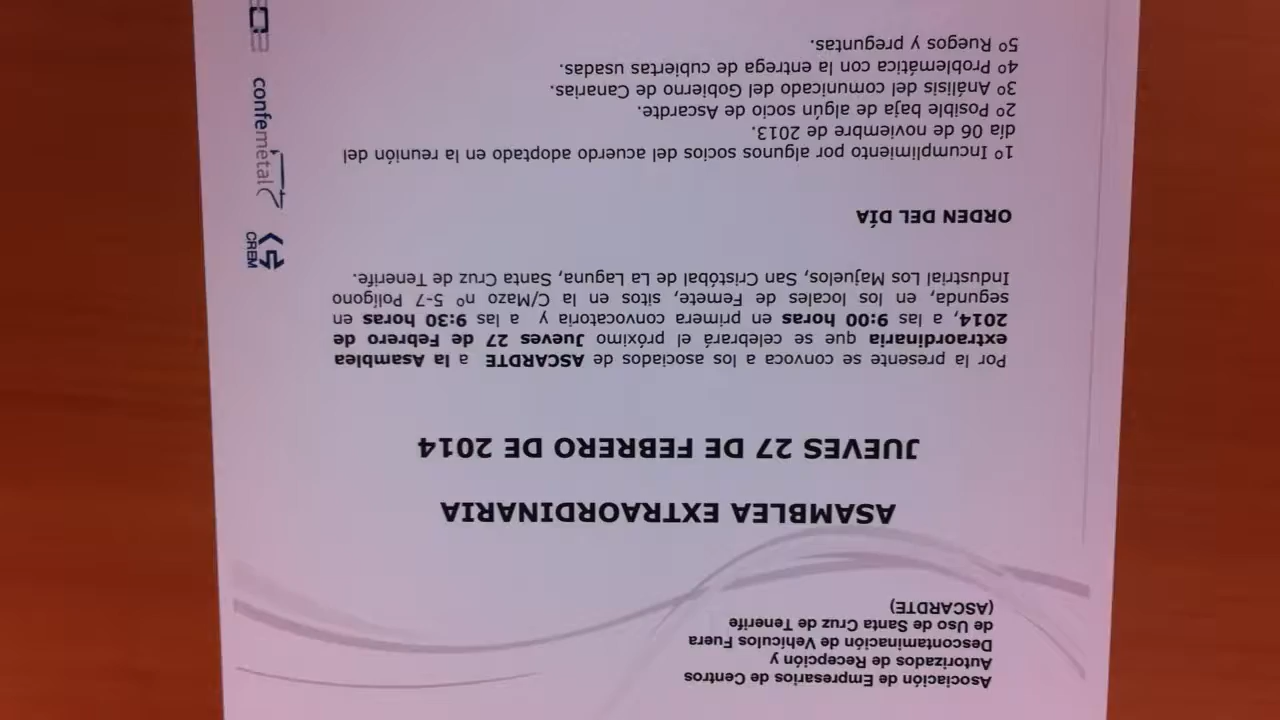 Asociación de Empresarios de Centros
Autorizados de Recepción y
Descontaminación de Vehículos Fuera
de Uso de Santa Cruz de Tenerife
(ASCARDTE)
ASAMBLEA EXTRAORDINARIA
JUEVES 27 DE FEBRERO DE 2014
Por la presente se convoca a los asociados de ASCARDTE a la Asamblea
extraordinaria que se celebrará el próximo Jueves 27 de Febrero de
2014, a las 9:00 horas en primera convocatoria y a las 9:30 horas en
segunda, en los locales de Femete, sitos en la C/Mazo nº 5-7 Polígono
Industrial Los Majuelos, San Cristóbal de La Laguna, Santa Cruz de Tenerife.
ORDEN DEL DÍA
1º Incumplimiento por algunos socios del acuerdo adoptado en la reunión del
día 06 de noviembre de 2013.
2º Posible baja de algún socio de Ascardte.
3º Análisis del comunicado del Gobierno de Canarias.
4º Problemática con la entrega de cubiertas usadas.
5º Ruegos y preguntas.
CREM
confemetal